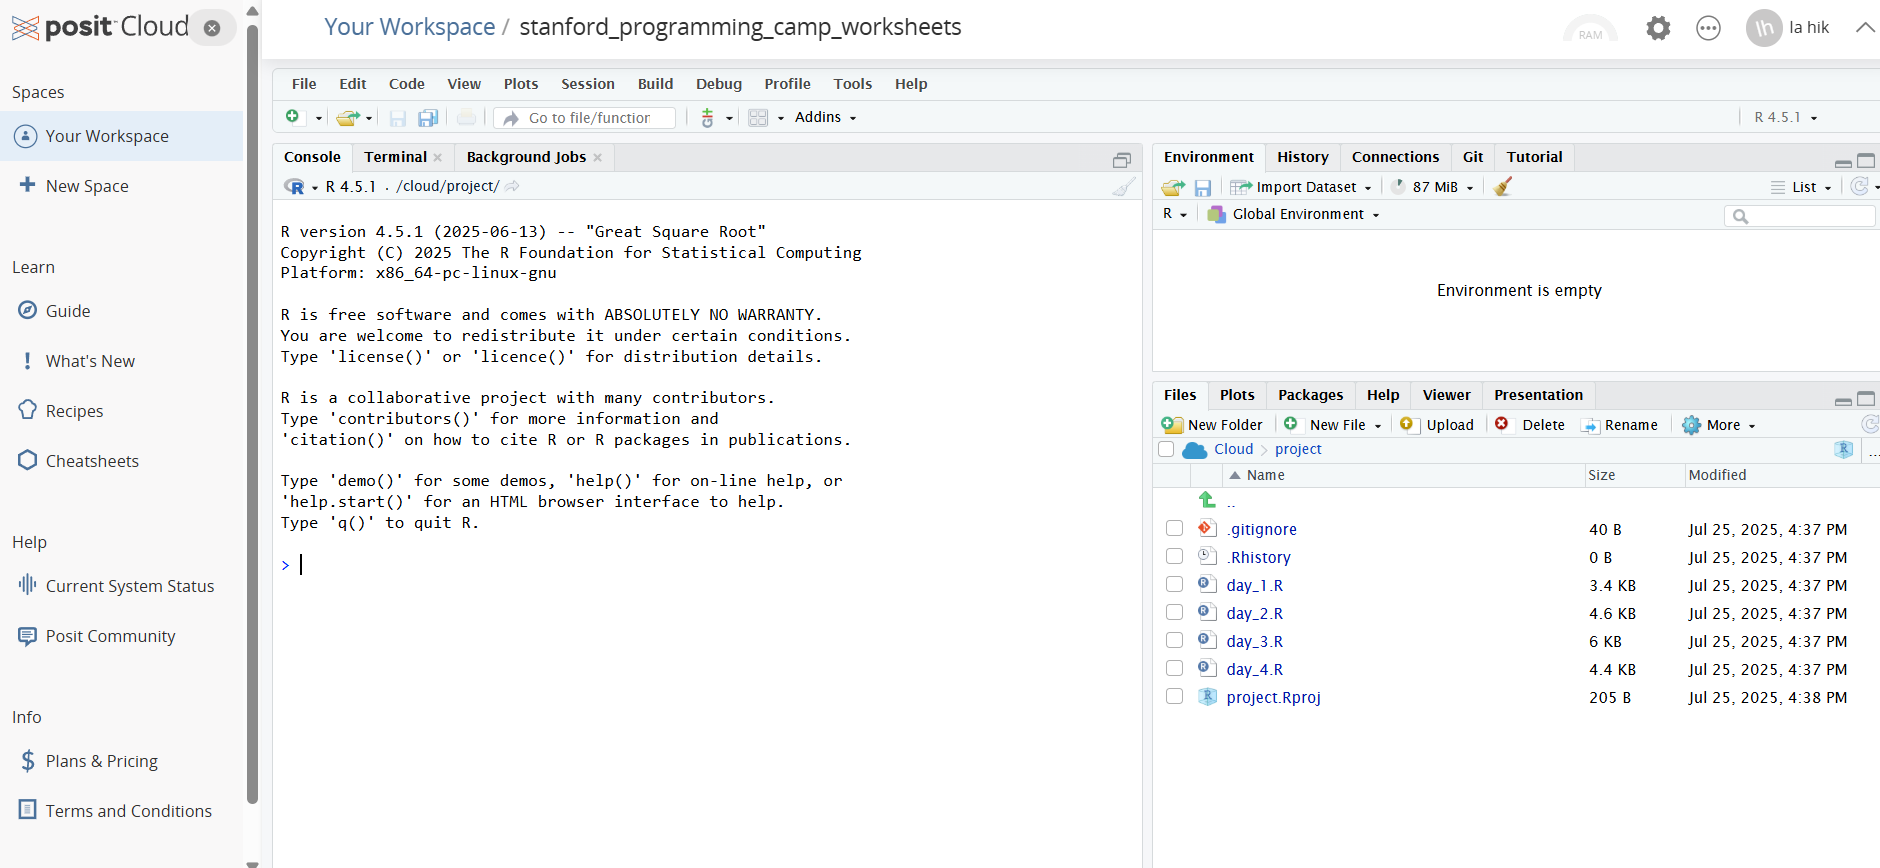 posit Cloud
Spaces
Your Workspace
New Space
Learn
Guide
What's New
Recipes
Cheatsheets
Help
Current System Status
Posit Community
Info
Plans & Pricing
Terms and Conditions
Your Workspace / stanford_programming_camp_worksheets
RAM
lh
la hik
File Edit Code View Plots Session Build Debug Profile Tools Help
Go to file/function
Addins
R 4.5.1
Console Terminal Background Jobs
R 4.5.1 · /cloud/project/
R version 4.5.1 (2025-06-13) -- "Great Square Root"
Copyright (C) 2025 The R Foundation for Statistical Computing
Platform: x86_64-pc-linux-gnu
R is free software and comes with ABSOLUTELY NO WARRANTY.
You are welcome to redistribute it under certain conditions.
Type 'license()' or 'licence()' for distribution details.
R is a collaborative project with many contributors.
Type 'contributors()' for more information and
'citation()' on how to cite R or R packages in publications.
Type 'demo()' for some demos, 'help()' for on-line help, or
'help.start()' for an HTML browser interface to help.
Type 'q()' to quit R.
>
Environment History Connections Git Tutorial
Import Dataset 87 MiB List
R Global Environment
Environment is empty
Files Plots Packages Help Viewer Presentation
New Folder New File Upload Delete Rename More
Cloud project ...
Name Size Modified
..
.gitignore 40 B Jul 25, 2025, 4:37 PM
.Rhistory 0 B Jul 25, 2025, 4:37 PM
day_1.R 3.4 KB Jul 25, 2025, 4:37 PM
day_2.R 4.6 KB Jul 25, 2025, 4:37 PM
day_3.R 6 KB Jul 25, 2025, 4:37 PM
day_4.R 4.4 KB Jul 25, 2025, 4:37 PM
project.Rproj 205 B Jul 25, 2025, 4:38 PM